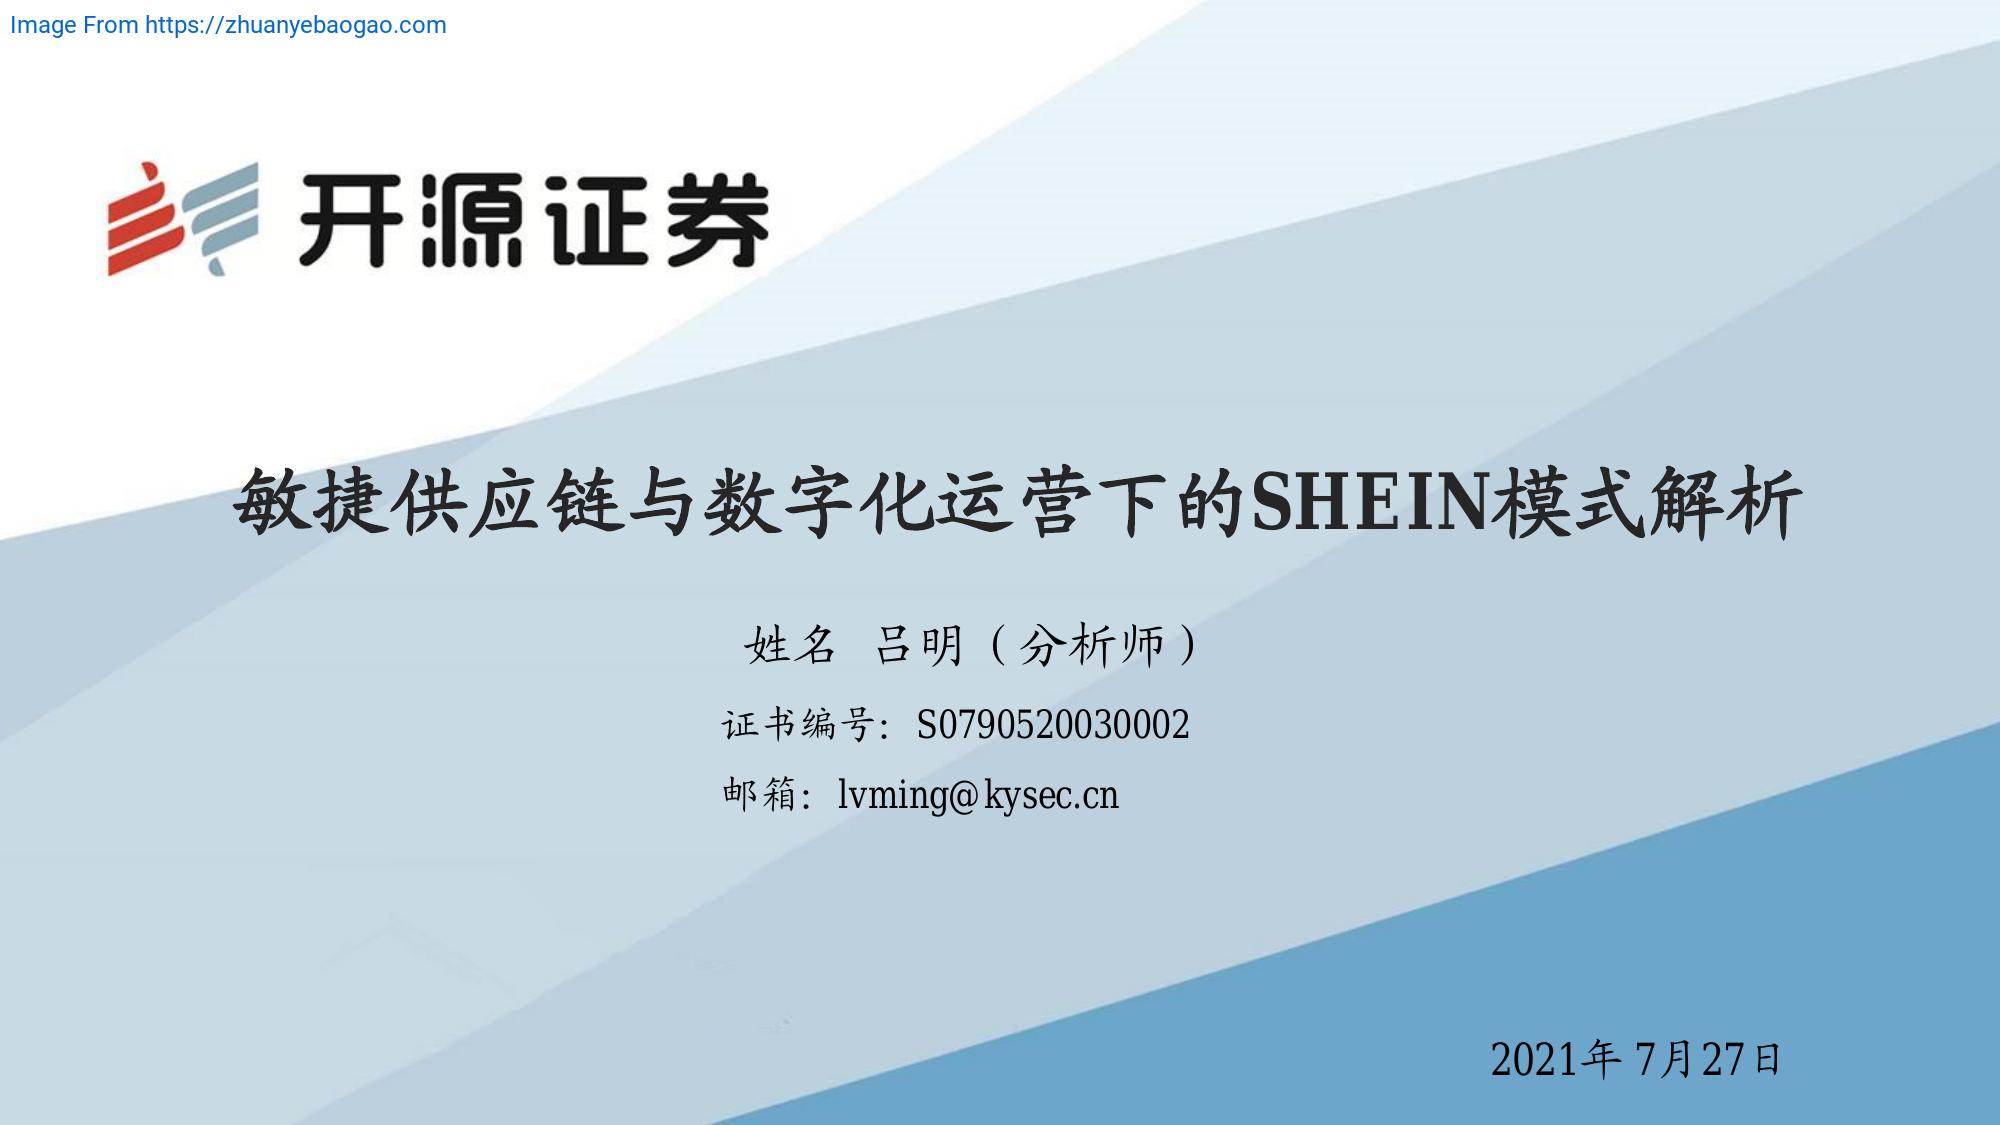 Image From https://zhuanyebaogao.com
开源证券
敏捷供应链与数字化运营下的SHEIN模式解析
姓名 吕明（分析师）
证书编号：S0790520030002
邮箱：lvming@kysec.cn
2021年 7月27日